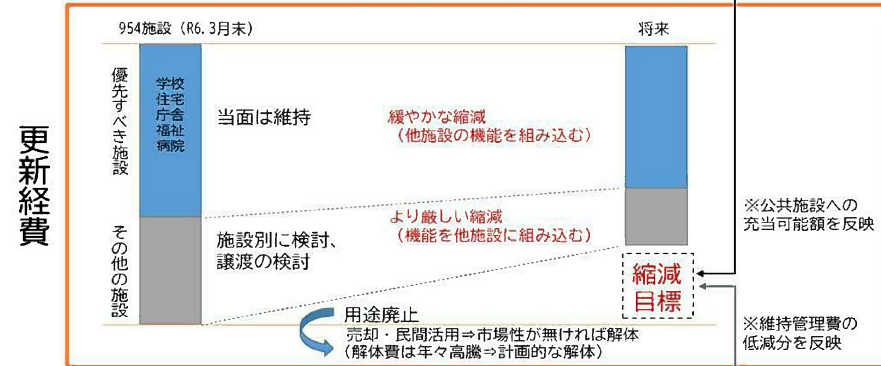 更新経費
954施設（R6.3月末）
将来
優先すべき施設
学校
住宅
庁舎
福祉
病院
当面は維持
緩やかな縮減
（他施設の機能を組み込む）
その他の施設
施設別に検討、
譲渡の検討
より厳しい縮減
（機能を他施設に組み込む）
縮減
目標
※公共施設への
充当可能額を反映
※維持管理費の
低減分を反映
用途廃止
売却・民間活用⇒市場性が無ければ解体
（解体費は年々高騰⇒計画的な解体）